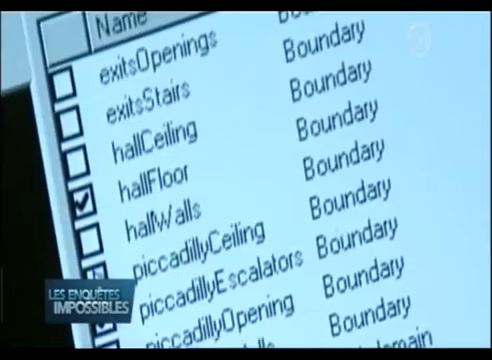 Name
exitsOpenings Boundary
exitsStairs Boundary
hallCeiling Boundary
hallFloor Boundary
hallWalls Boundary
piccadillyCeiling Boundary
piccadillyEscalators Boundary
piccadillyOpening Boundary
LES ENQUÊTES
IMPOSSIBLES